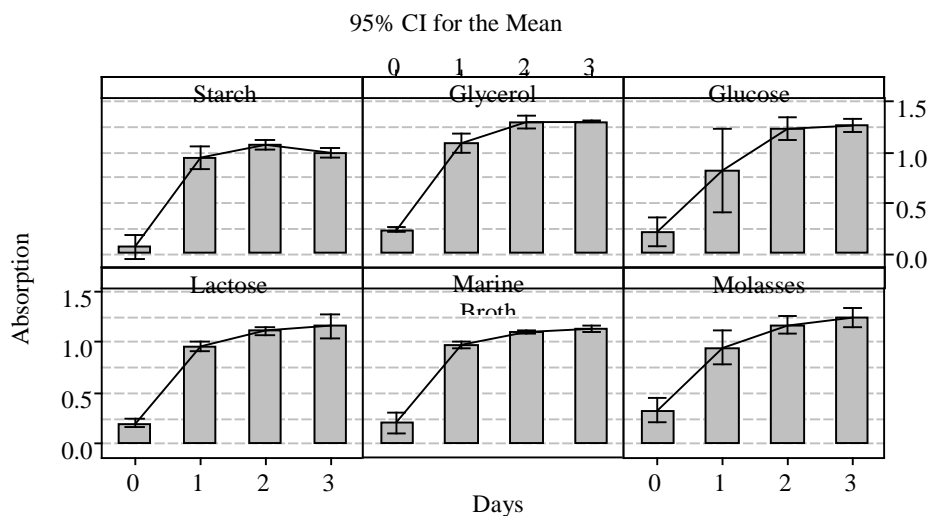 95% CI for the Mean
0 1 2 3
Starch Glycerol Glucose
1.5
1.0
0.5
0.0
Lactose Marine Broth Molasses
1.5
1.0
0.5
0.0
Absorption
0 1 2 3 0 1 2 3
Days